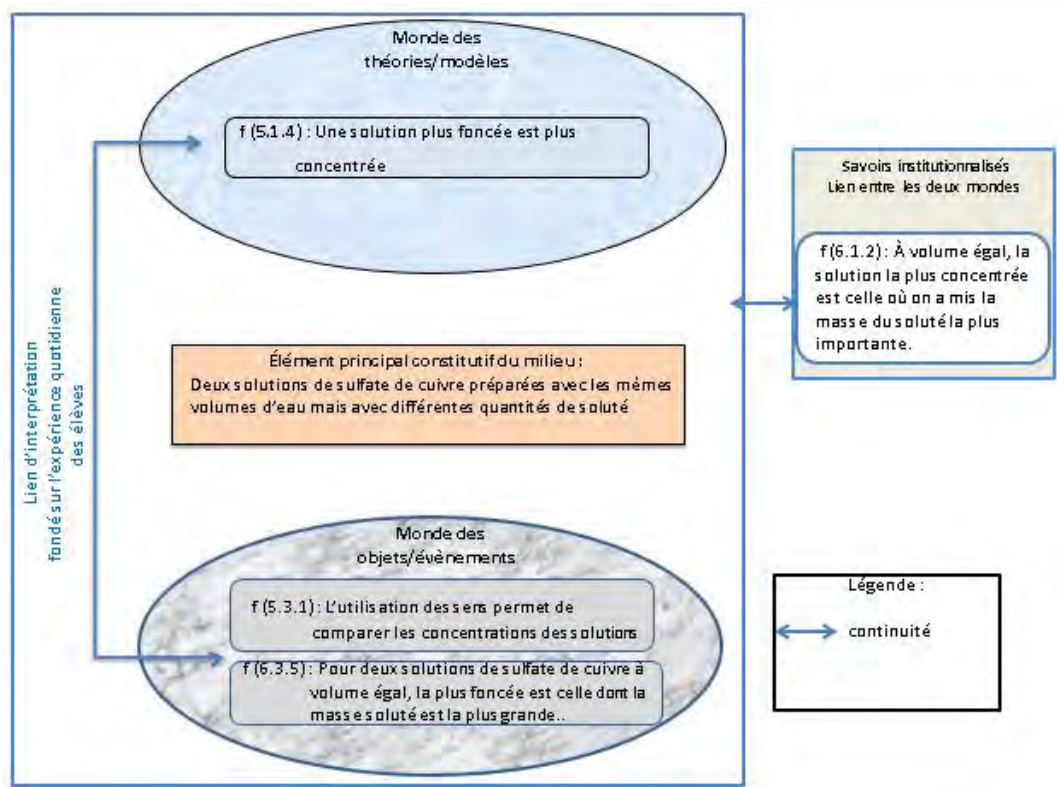 Monde des
théories/modèles
f (5.1.4) : Une solution plus foncée est plus
concentrée
Savoirs institutionnalisés
Lien entre les deux mondes
f(6.1.2) : À volume égal, la
solution la plus concentrée
est celle où on a mis la
masse du soluté la plus
importante.
Lien d'interprétation
fondé sur l'expérience quotidienne
des élèves
Élément principal constitutif du milieu :
Deux solutions de sulfate de cuivre préparées avec les mêmes
volumes d'eau mais avec différentes quantités de soluté
Monde des
objets/évènements
f (5.3.1) : L'utilisation des sens permet de
comparer les concentrations des solutions
f (6.3.5) : Pour deux solutions de sulfate de cuivre à
volume égal, la plus foncée est celle dont la
masse soluté est la plus grande..
Légende :
continuité